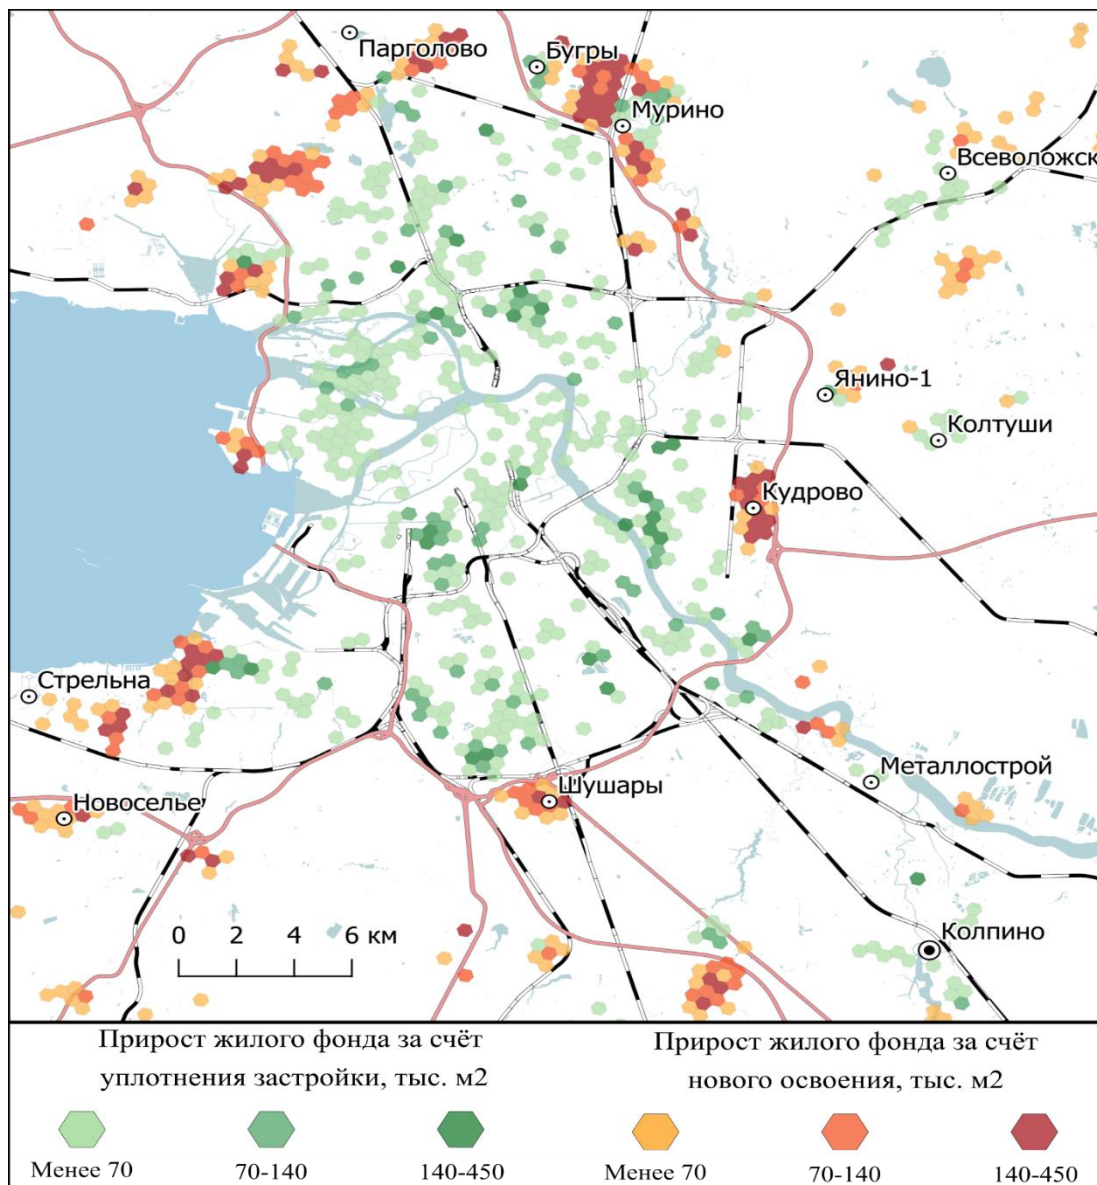 Парголово
Бугры
Мурино
Всеволожск
Янино-1
Колтуши
Кудрово
Стрельна
Новоселье
Шушары
Металлострой
0 2 4 6 км
Колпино
Прирост жилого фонда за счёт
уплотнения застройки, тыс. м2
Менее 70 70-140 140-450
Прирост жилого фонда за счёт
нового освоения, тыс. м2
Менее 70 70-140 140-450